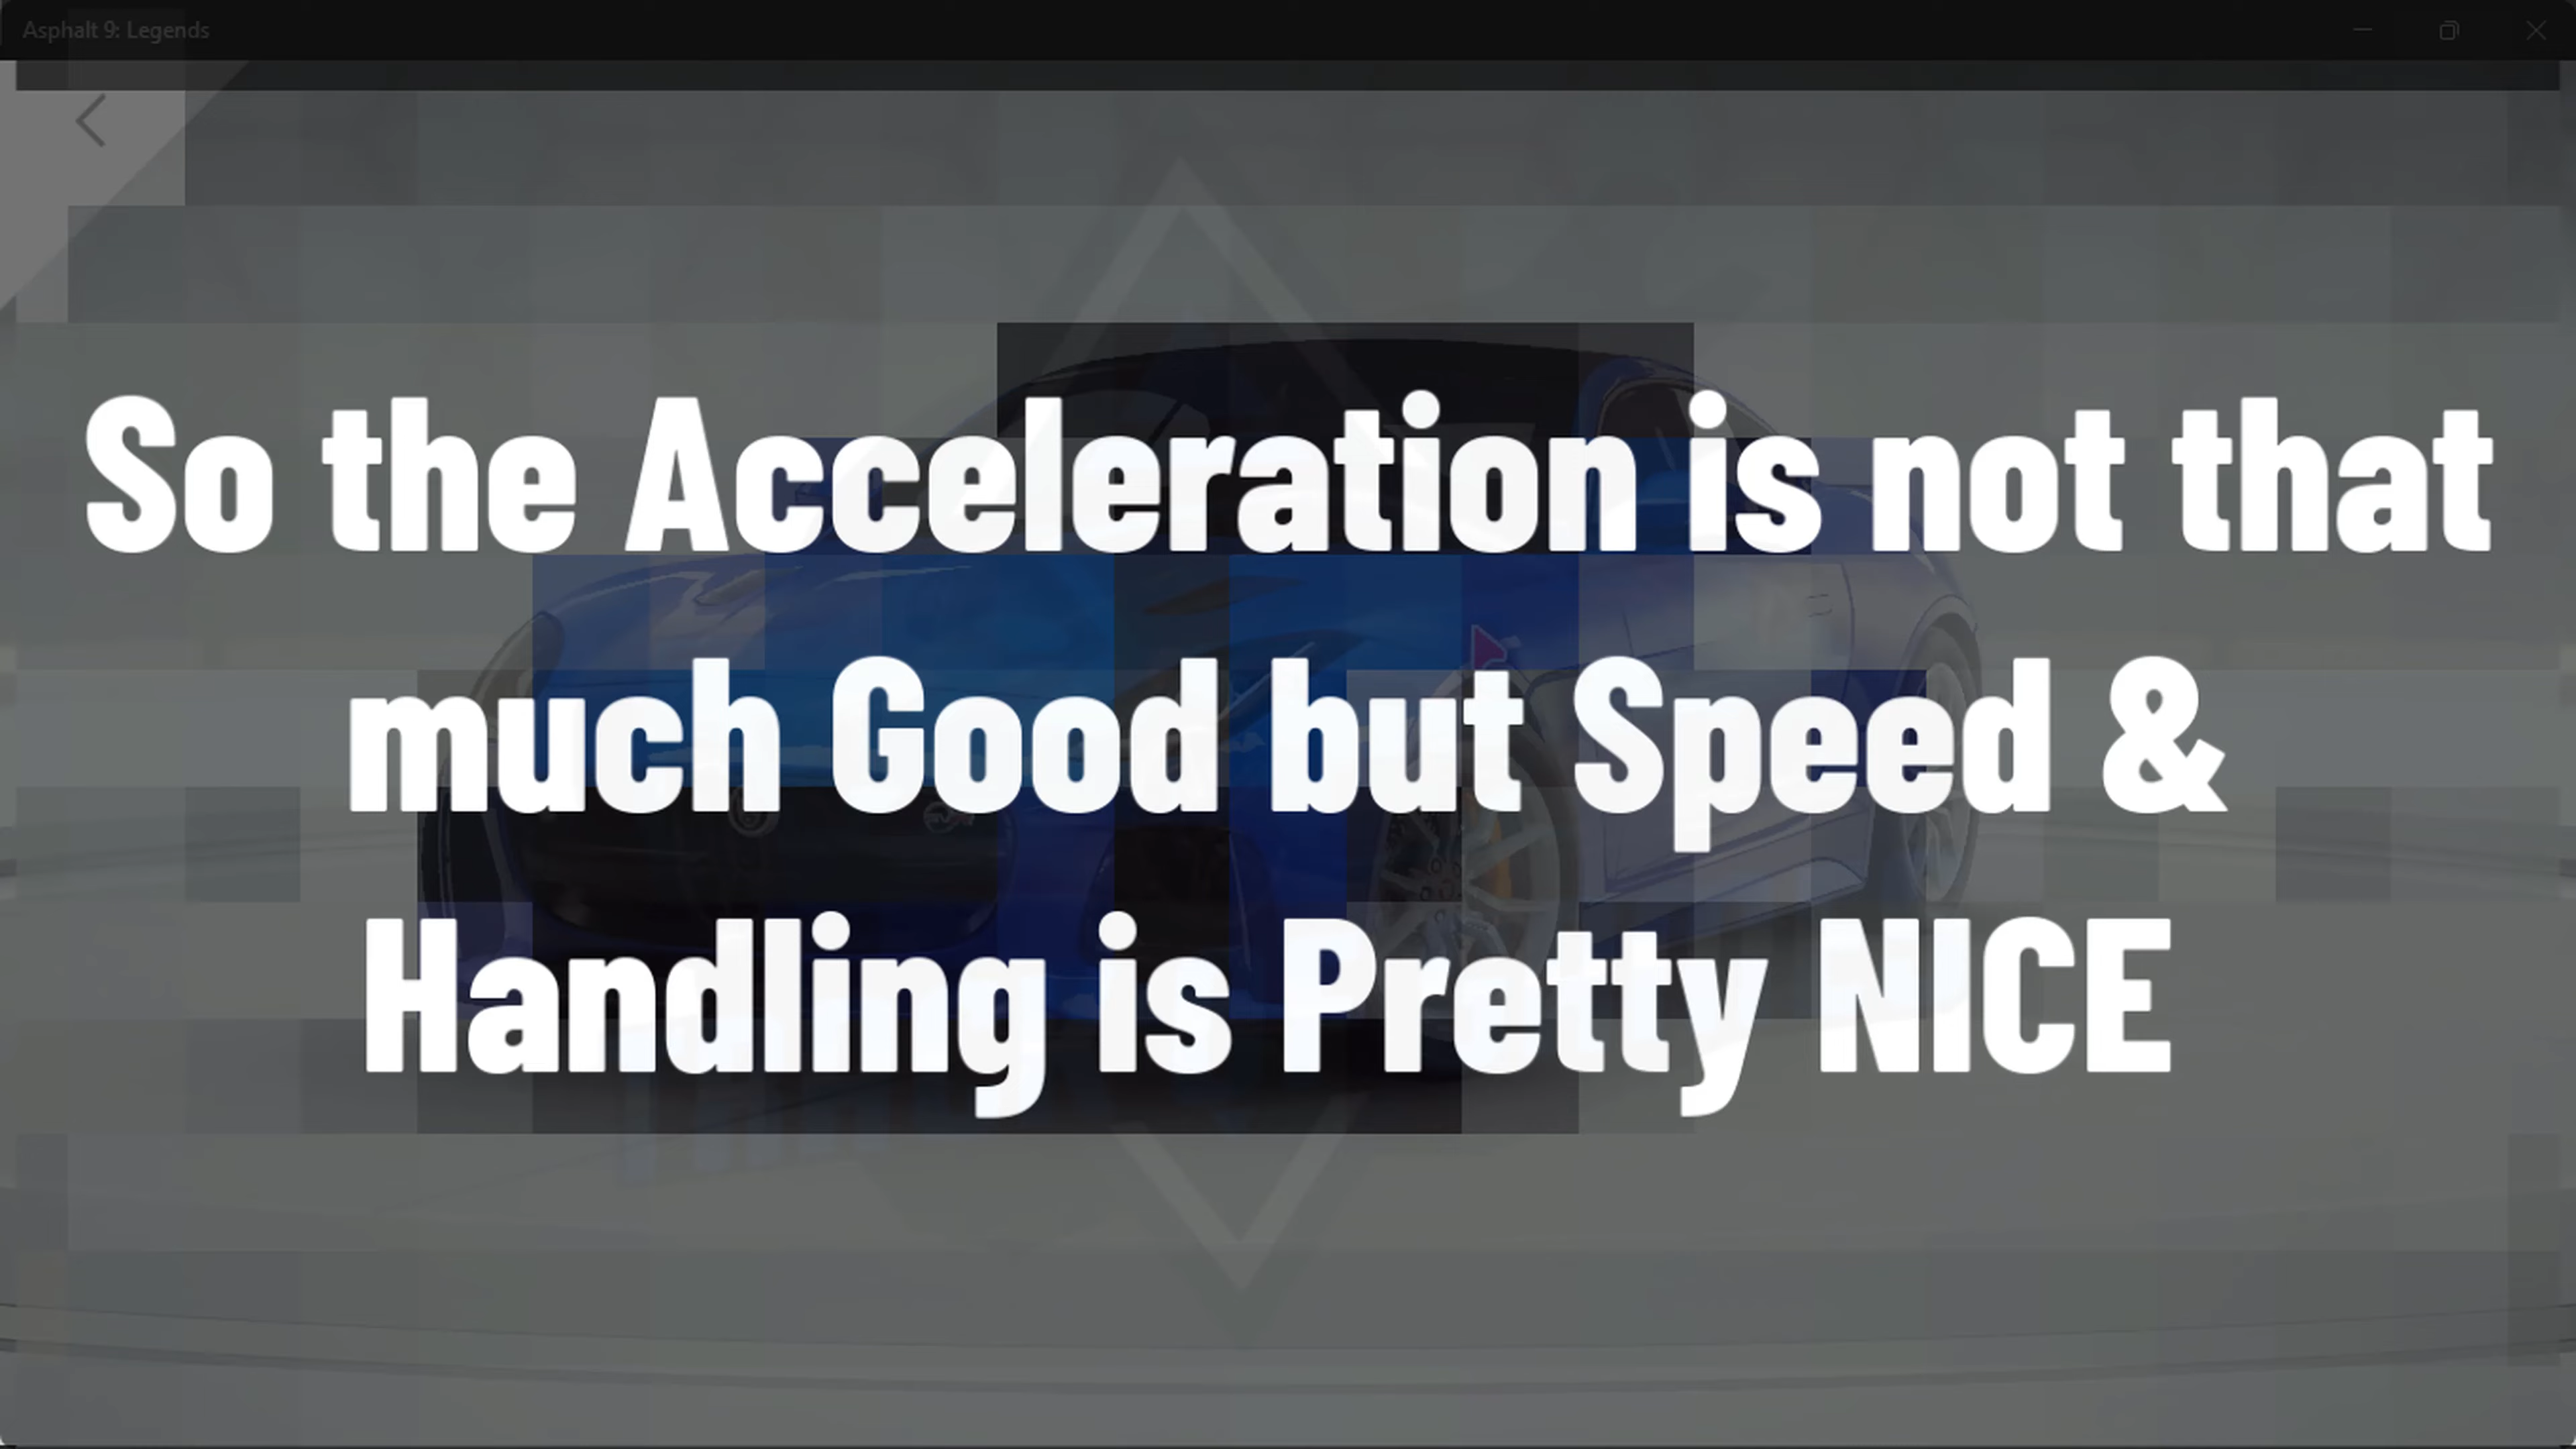 Asphalt 9: Legends
So the Acceleration is not that
much Good but Speed &
Handling is Pretty NICE